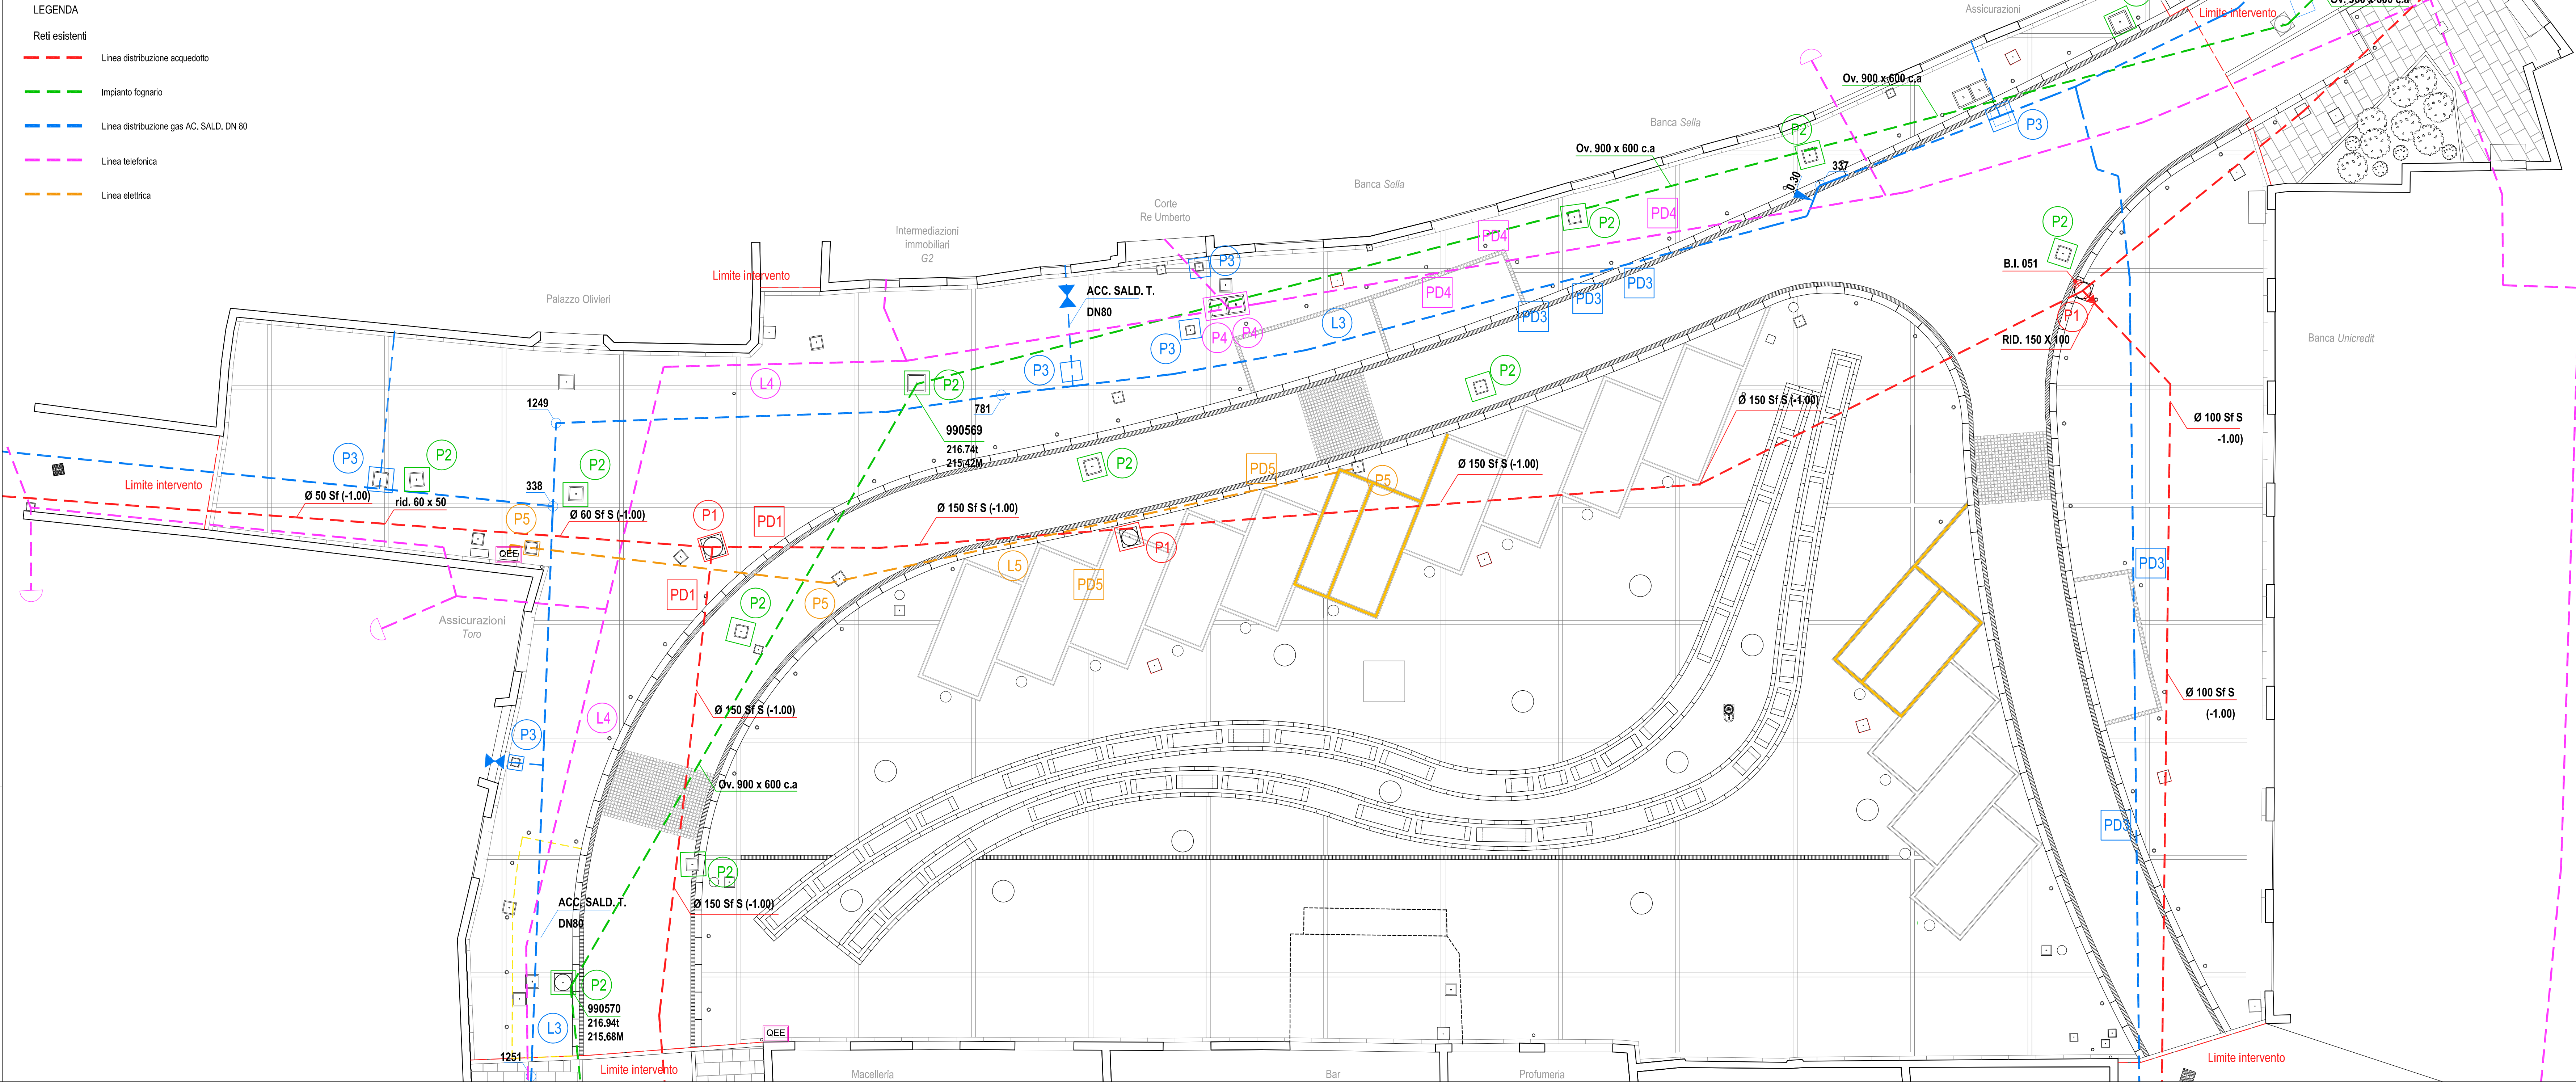 LEGENDA
Reti esistenti
Linea distribuzione acquedotto
Impianto fognario
Linea distribuzione gas AC. SALD. DN 80
Linea telefonica
Linea elettrica
Assicurazioni
Limite intervento
Ov. 900 x 600 c.a
Ov. 900 x 600 c.a
P3
Banca Sella
P2
Ov. 900 x 600 c.a
337
0.30
Banca Sella
Corte
Re Umberto
Intermediazioni
immobiliari
G2
PD4
P2
PD4
P2
B.I. 051
P1
RID. 150 X 100
Banca Unicredit
Limite intervento
Palazzo Olivieri
P3
ACC. SALD. T.
DN80
PD4
PD3
PD3
PD3
L3
P4
P4
P3
P3
L4
P2
P2
1249
781
990569
216.74t
215.42M
Ø 150 Sf S (-1.00)
Ø 100 Sf S
-1.00)
P3
P2
P2
P2
PD5
P5
Ø 150 Sf S (-1.00)
Limite intervento
338
Ø 50 Sf (-1.00)
rid. 60 x 50
P5
Ø 60 Sf S (-1.00)
P1
PD1
Ø 150 Sf S (-1.00)
QEE
P1
L5
PD5
PD3
PD1
P2
P5
Assicurazioni
Toro
L4
Ø 150 Sf S (-1.00)
Ø 100 Sf S
(-1.00)
P3
Ov. 900 x 600 c.a
PD3
P2
Ø 150 Sf S (-1.00)
ACC. SALD. T.
DN80
P2
990570
216.94t
215.68M
L3
QEE
1251
Limite intervento
Limite intervento
Macelleria
Bar
Profumeria